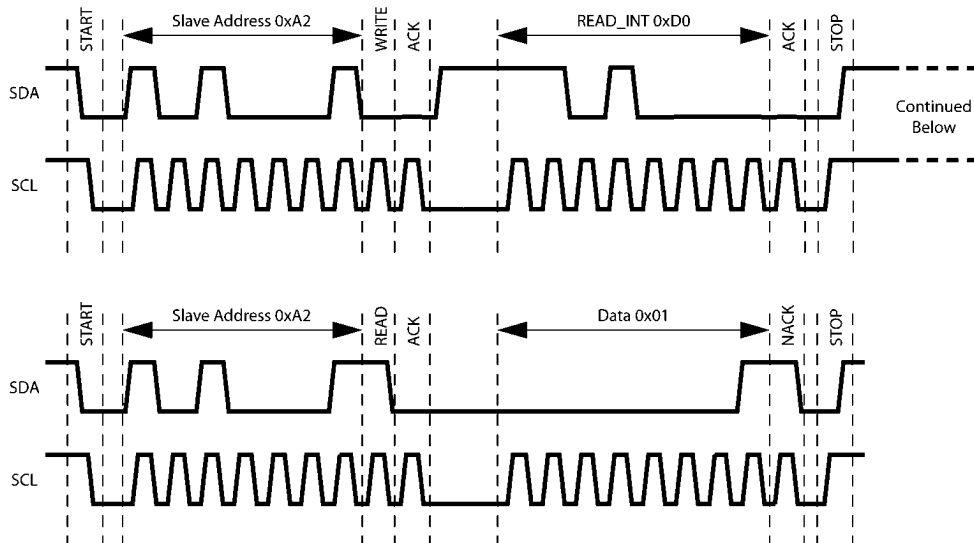 START
Slave Address 0xA2
WRITE
ACK
READ_INT 0xD0
ACK
STOP
SDA
Continued
Below
SCL
START
Slave Address 0xA2
READ
ACK
Data 0x01
NACK
STOP
SDA
SCL